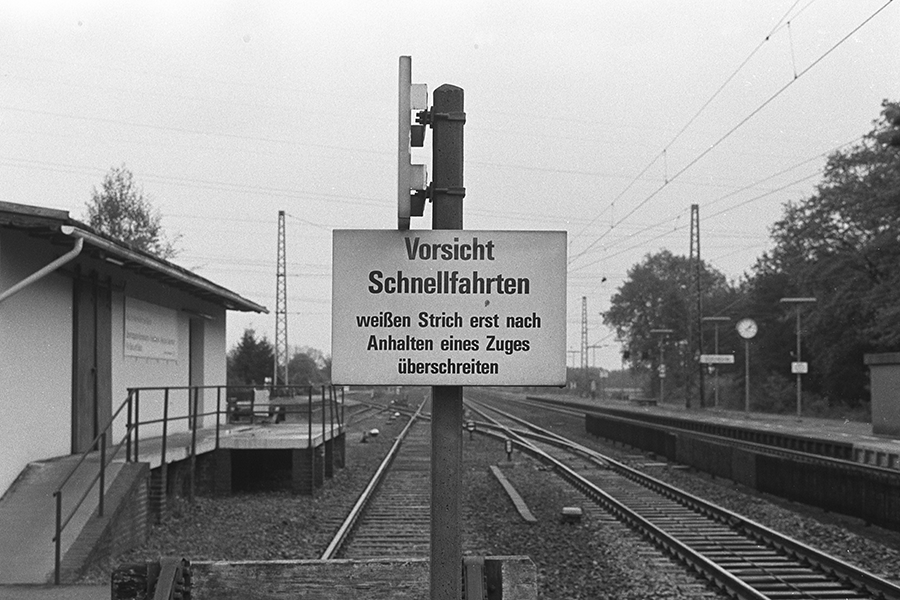 Vorsicht
Schnellfahrten
weißen Strich erst nach
Anhalten eines Zuges
überschreiten